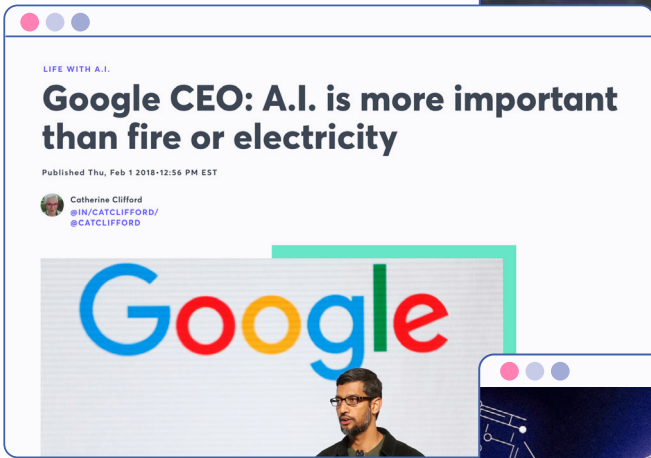 LIFE WITH A.I.
Google CEO: A.I. is more important
than fire or electricity
Published Thu, Feb 1 2018•12:56 PM EST
Catherine Clifford
@IN/CATCLIFFORD/
@CATCLIFFORD
Google